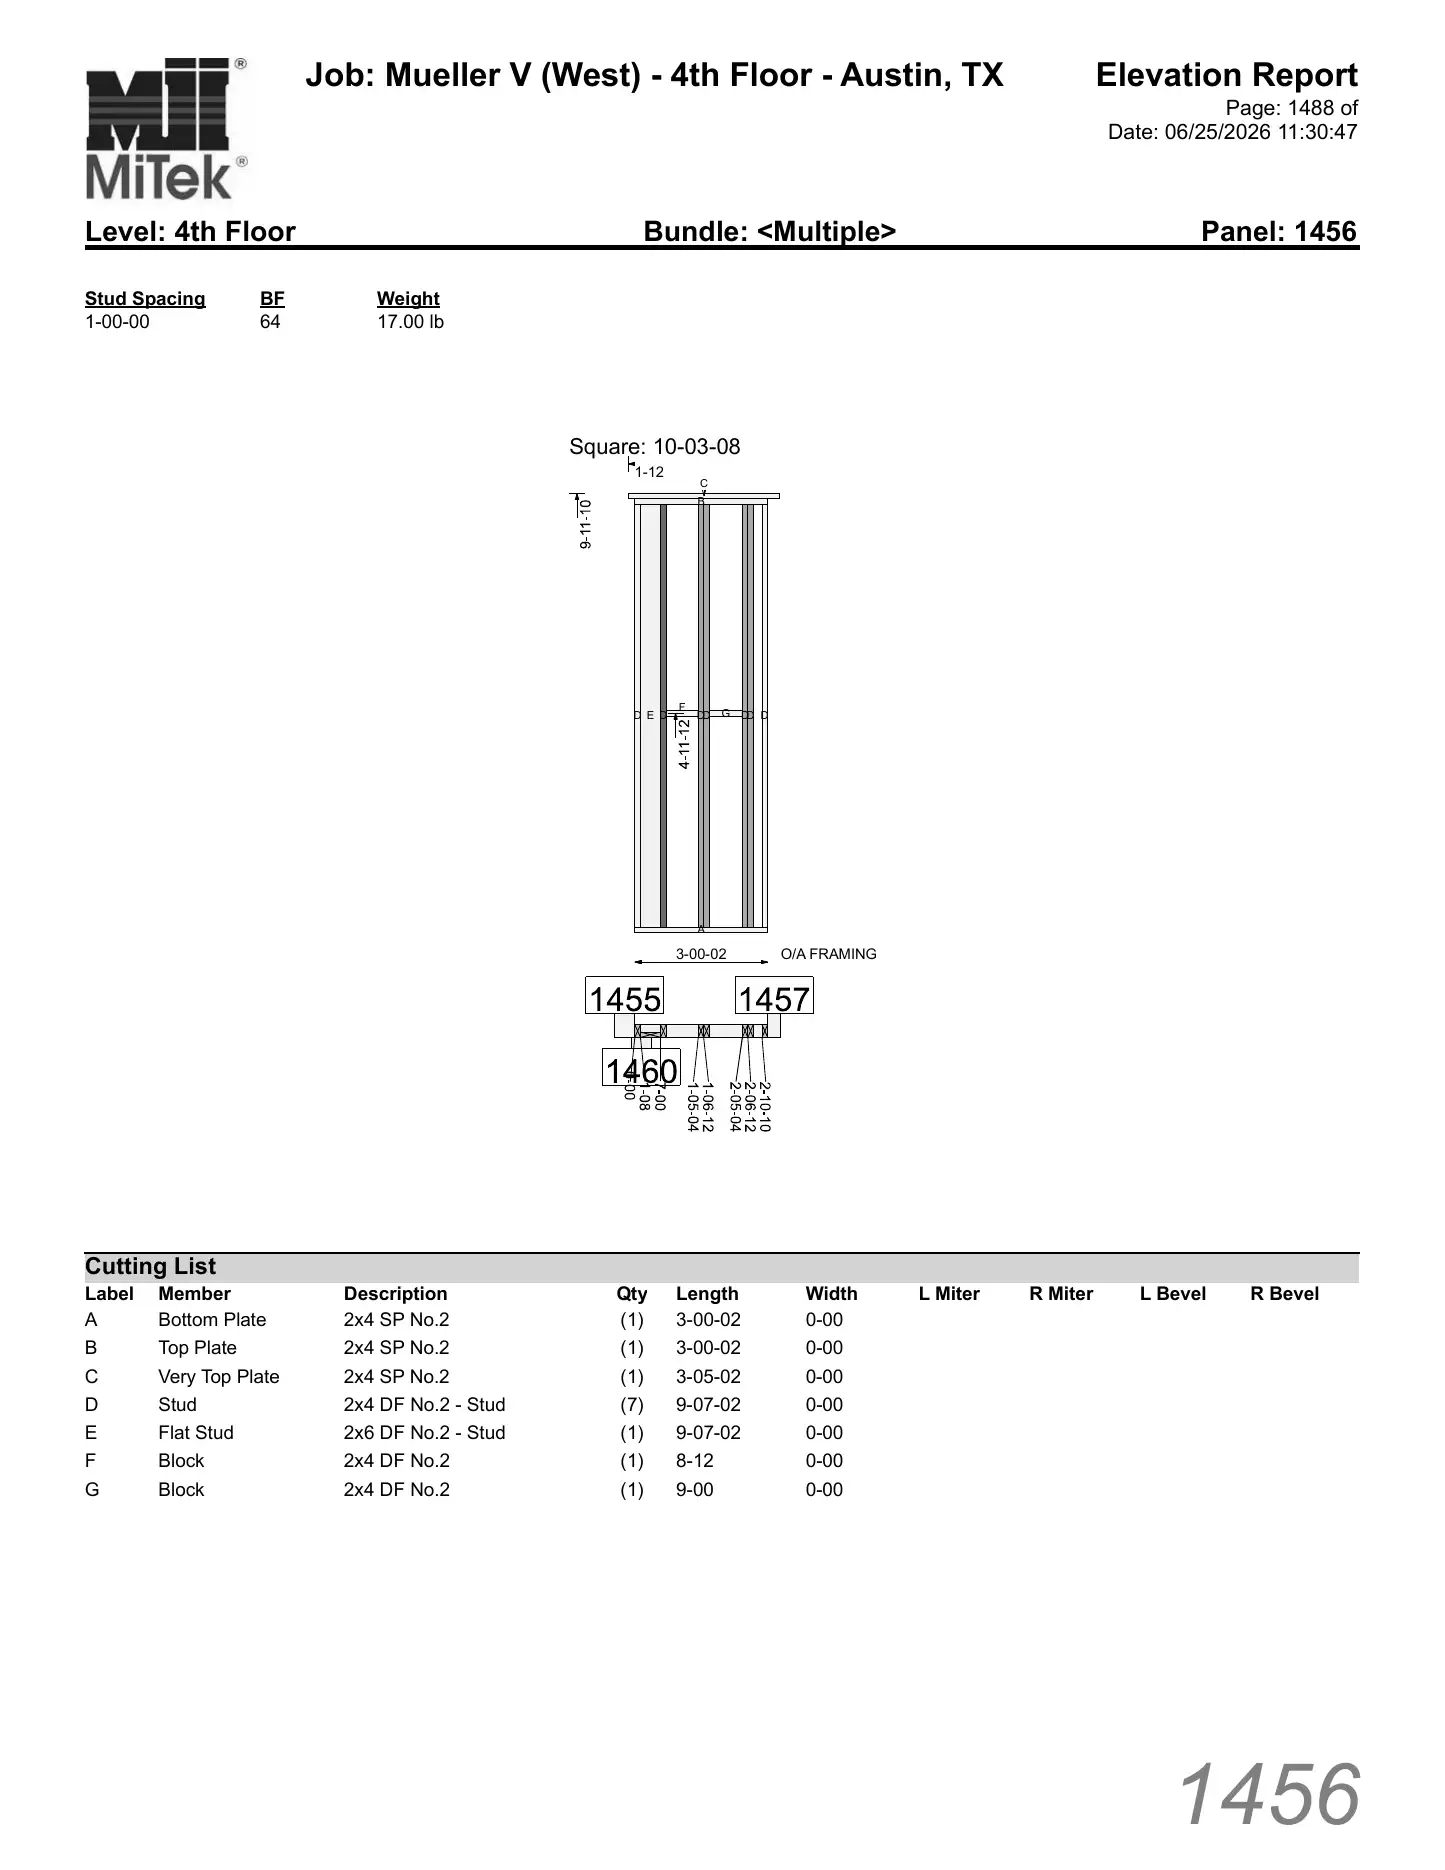 MiTek®
®
Job: Mueller V (West) - 4th Floor - Austin, TX
Elevation Report
Page: 1488 of
Date: 06/25/2026 11:30:47
Level: 4th Floor Bundle: <Multiple> Panel: 1456
Stud Spacing BF Weight
1-00-00 64 17.00 lb
Square: 10-03-08
1-12
C
B
9-11-10
D E D F D D G D D D
4-11-12
A
3-00-02 O/A FRAMING
1455 1457
1460
1-08
7-00
1-05-04
1-06-12
2-05-04
2-06-12
2-10-10
Cutting List
Label Member Description Qty Length Width L Miter R Miter L Bevel R Bevel
A Bottom Plate 2x4 SP No.2 (1) 3-00-02 0-00
B Top Plate 2x4 SP No.2 (1) 3-00-02 0-00
C Very Top Plate 2x4 SP No.2 (1) 3-05-02 0-00
D Stud 2x4 DF No.2 - Stud (7) 9-07-02 0-00
E Flat Stud 2x6 DF No.2 - Stud (1) 9-07-02 0-00
F Block 2x4 DF No.2 (1) 8-12 0-00
G Block 2x4 DF No.2 (1) 9-00 0-00
1456